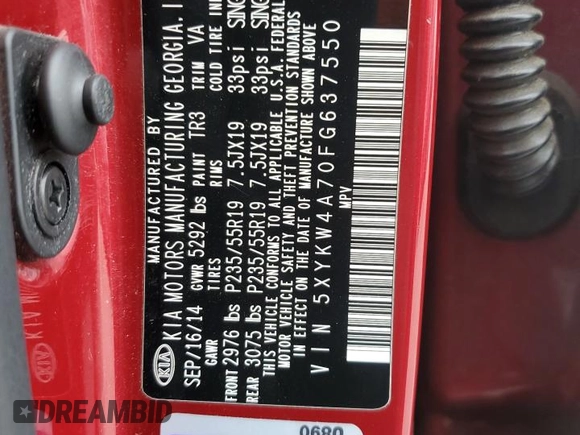 MANUFACTURED BY
KIA MOTORS MANUFACTURING GEORGIA, I
SEP/16/14 GVWR 5292 lbs PAINT TR3 TRIM VA
GAWR TIRES RIMS COLD TIRE IN
FRONT 2976 lbs P235/55R19 7.5JX19 33psi SING
REAR 3075 lbs P235/55R19 7.5JX19 33psi SING
THIS VEHICLE CONFORMS TO ALL APPLICABLE U.S.A. FEDERAL
MOTOR VEHICLE SAFETY AND THEFT PREVENTION STANDARDS
IN EFFECT ON THE DATE OF MANUFACTURE SHOWN ABOVE
VIN 5XYKW4A70FG637550
MPV
KIA
0680
DREAMBID